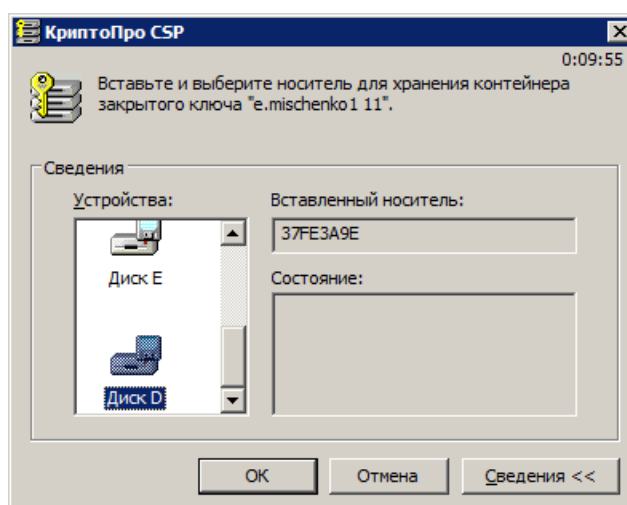 КриптоПро CSP
0:09:55
Вставьте и выберите носитель для хранения контейнера
закрытого ключа "e.mischenko1 11".
Сведения
Устройства:
Вставленный носитель:
37FE3A9E
Диск E
Состояние:
Диск D
ОК
Отмена
Сведения <<